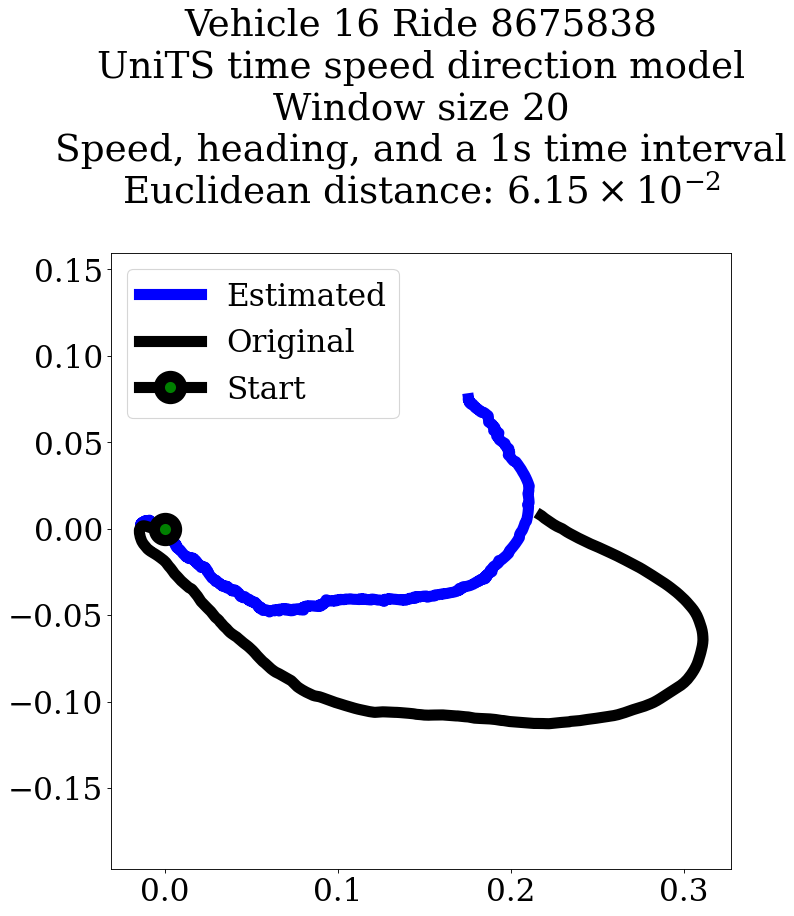 Vehicle 16 Ride 8675838
UniTS time speed direction model
Window size 20
Speed, heading, and a 1s time interval
Euclidean distance: 6.15 × 10⁻²
Estimated
Original
Start
0.15
0.10
0.05
0.00
−0.05
−0.10
−0.15
0.0 0.1 0.2 0.3